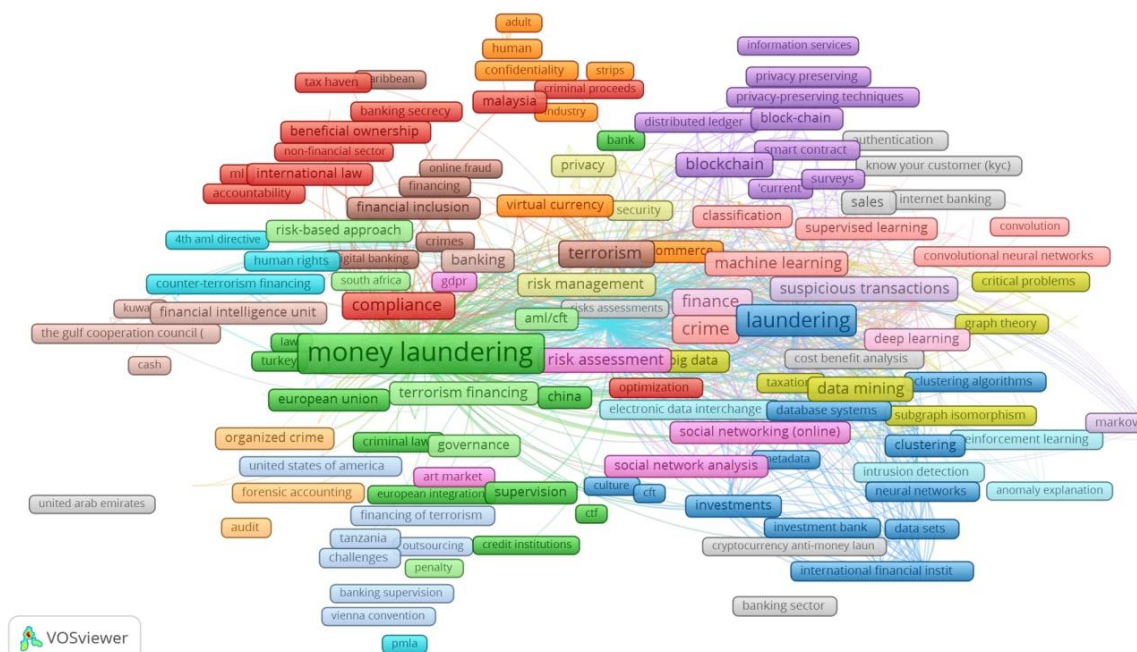 adult
human
information services
confidentiality
strips
privacy preserving
tax haven
aribbean
criminal proceeds
privacy-preserving techniques
malaysia
industry
banking secrecy
distributed ledger
block-chain
beneficial ownership
bank
authentication
non-financial sector
smart contract
online fraud
privacy
blockchain
know your customer (kyc)
ml
international law
financing
'current'
surveys
accountability
internet banking
financial inclusion
virtual currency
security
sales
classification
supervised learning
convolution
risk-based approach
4th aml directive
crimes
terrorism
commerce
human rights
digital banking
banking
machine learning
convolutional neural networks
counter-terrorism financing
south africa
gdpr
risk management
suspicious transactions
critical problems
kuwa
financial intelligence unit
compliance
finance
risks assessments
aml/cft
laundering
graph theory
the gulf cooperation council (
crime
law
deep learning
money laundering
turkey
risk assessment
big data
cost benefit analysis
cash
optimization
taxation
data mining
clustering algorithms
european union
terrorism financing
china
electronic data interchange
database systems
subgraph isomorphism
markov
organized crime
criminal law
governance
social networking (online)
clustering
reinforcement learning
united states of america
social network analysis
metadata
intrusion detection
art market
forensic accounting
european integration
supervision
culture
cft
neural networks
anomaly explanation
united arab emirates
investments
financing of terrorism
ctf
audit
investment bank
data sets
tanzania
outsourcing
credit institutions
cryptocurrency anti-money laun
challenges
penalty
international financial instit
banking supervision
banking sector
vienna convention
VOSviewer
pmla